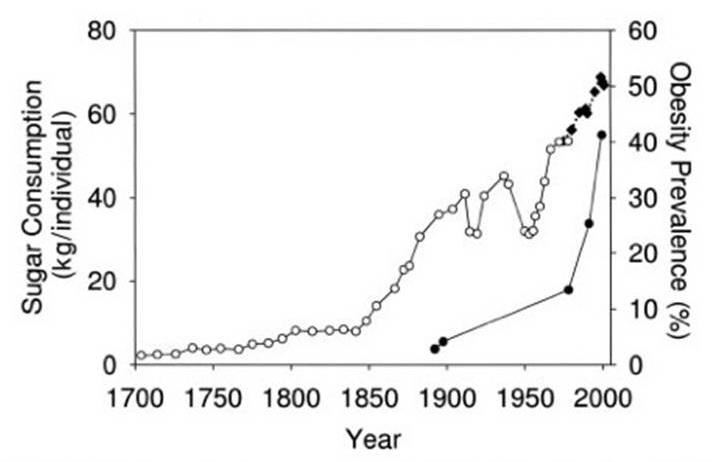 80
60
40
20
0
Sugar Consumption
(kg/individual)
60
50
40
30
20
10
0
Obesity Prevalence (%)
1700 1750 1800 1850 1900 1950 2000
Year